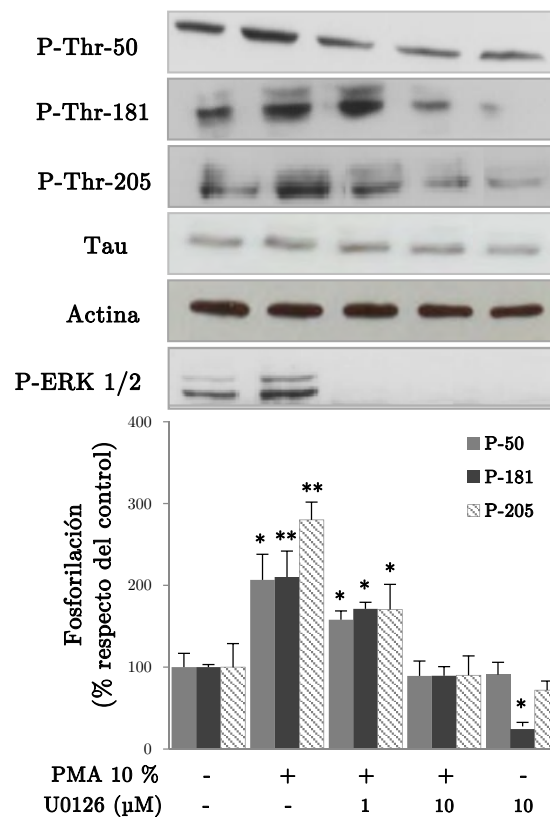 P-Thr-50
P-Thr-181
P-Thr-205
Tau
Actina
P-ERK 1/2
Fosforilación
(% respecto del control)
400
300
200
100
0
P-50
P-181
P-205
* ** **
* * *
*
PMA 10 % - + + + -
U0126 (µM) - - 1 10 10